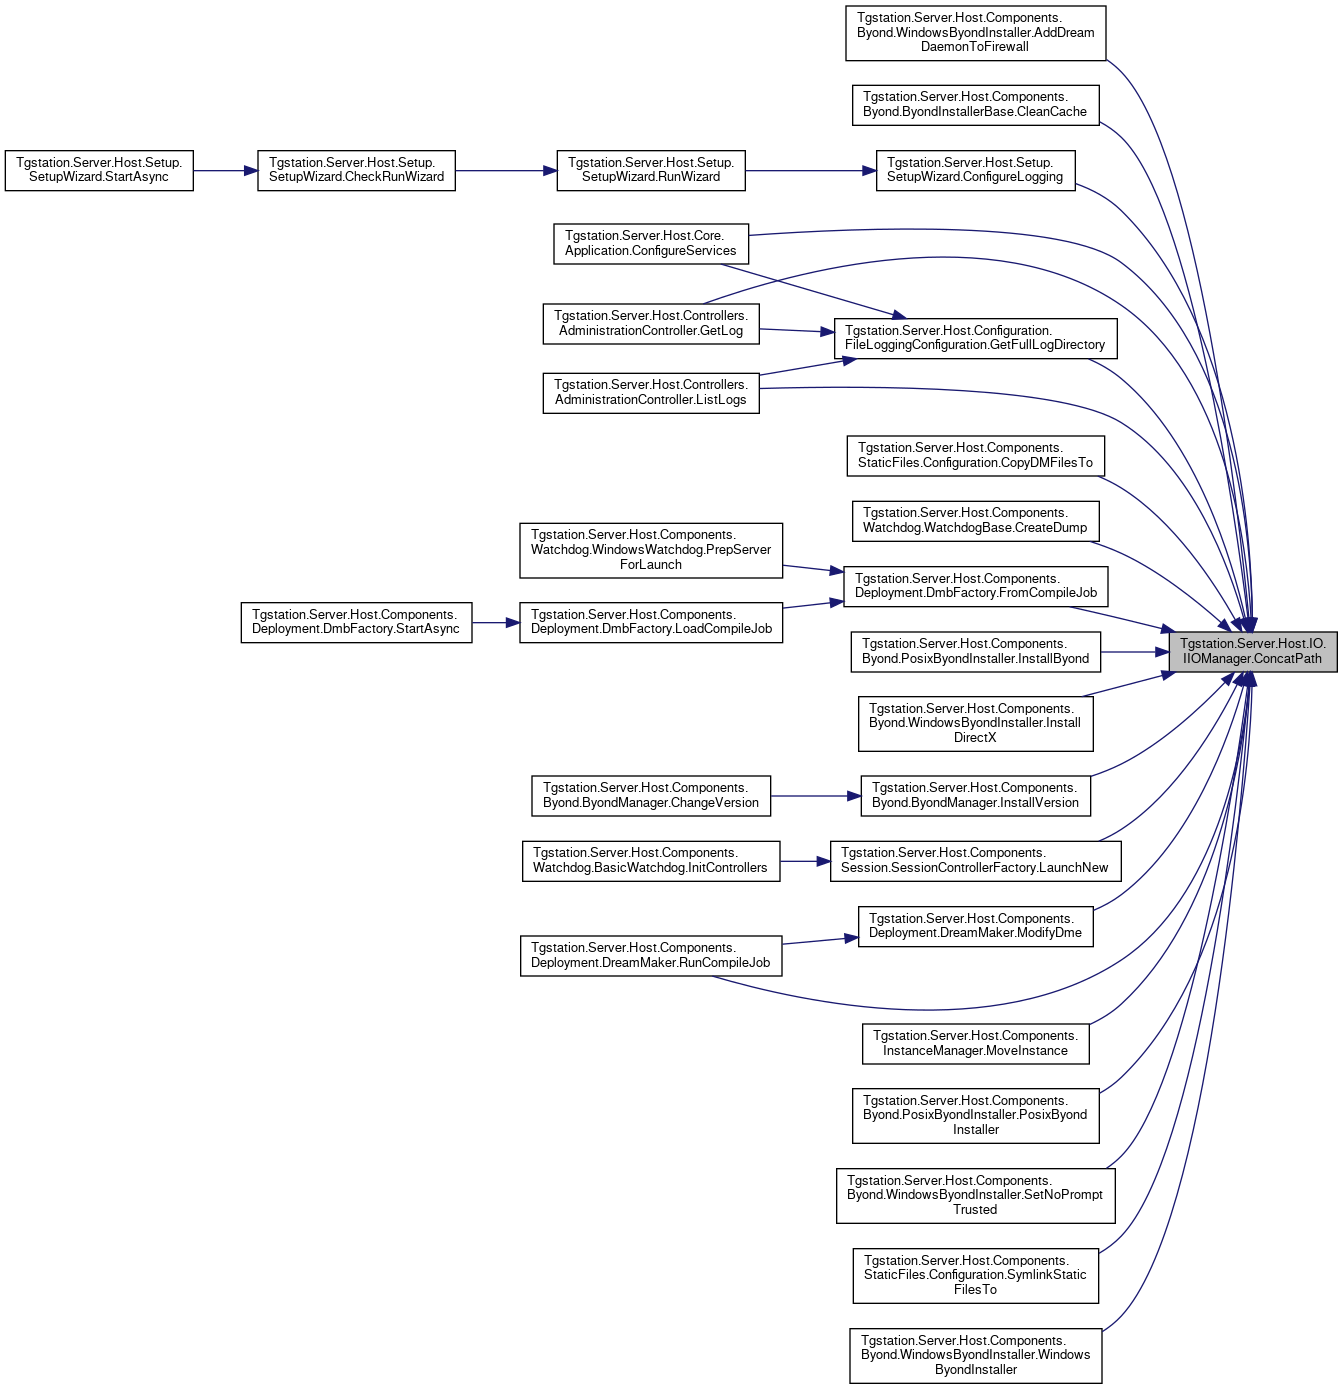 Tgstation.Server.Host.Components.
Byond.WindowsByondInstaller.AddDream
DaemonToFirewall
Tgstation.Server.Host.Components.
Byond.ByondInstallerBase.CleanCache
Tgstation.Server.Host.Setup.
SetupWizard.StartAsync
Tgstation.Server.Host.Setup.
SetupWizard.CheckRunWizard
Tgstation.Server.Host.Setup.
SetupWizard.RunWizard
Tgstation.Server.Host.Setup.
SetupWizard.ConfigureLogging
Tgstation.Server.Host.Core.
Application.ConfigureServices
Tgstation.Server.Host.Controllers.
AdministrationController.GetLog
Tgstation.Server.Host.Configuration.
FileLoggingConfiguration.GetFullLogDirectory
Tgstation.Server.Host.Controllers.
AdministrationController.ListLogs
Tgstation.Server.Host.Components.
StaticFiles.Configuration.CopyDMFilesTo
Tgstation.Server.Host.Components.
Watchdog.WatchdogBase.CreateDump
Tgstation.Server.Host.Components.
Watchdog.WindowsWatchdog.PrepServer
ForLaunch
Tgstation.Server.Host.Components.
Deployment.DmbFactory.FromCompileJob
Tgstation.Server.Host.Components.
Deployment.DmbFactory.StartAsync
Tgstation.Server.Host.Components.
Deployment.DmbFactory.LoadCompileJob
Tgstation.Server.Host.Components.
Byond.PosixByondInstaller.InstallByond
Tgstation.Server.Host.IO.
IIOManager.ConcatPath
Tgstation.Server.Host.Components.
Byond.WindowsByondInstaller.Install
DirectX
Tgstation.Server.Host.Components.
Byond.ByondManager.ChangeVersion
Tgstation.Server.Host.Components.
Byond.ByondManager.InstallVersion
Tgstation.Server.Host.Components.
Watchdog.BasicWatchdog.InitControllers
Tgstation.Server.Host.Components.
Session.SessionControllerFactory.LaunchNew
Tgstation.Server.Host.Components.
Deployment.DreamMaker.ModifyDme
Tgstation.Server.Host.Components.
Deployment.DreamMaker.RunCompileJob
Tgstation.Server.Host.Components.
InstanceManager.MoveInstance
Tgstation.Server.Host.Components.
Byond.PosixByondInstaller.PosixByond
Installer
Tgstation.Server.Host.Components.
Byond.WindowsByondInstaller.SetNoPrompt
Trusted
Tgstation.Server.Host.Components.
StaticFiles.Configuration.SymlinkStatic
FilesTo
Tgstation.Server.Host.Components.
Byond.WindowsByondInstaller.Windows
ByondInstaller